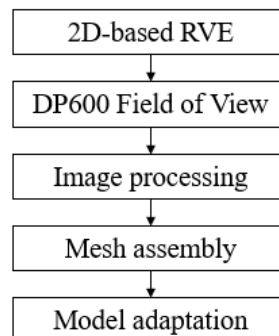 2D-based RVE
DP600 Field of View
Image processing
Mesh assembly
Model adaptation